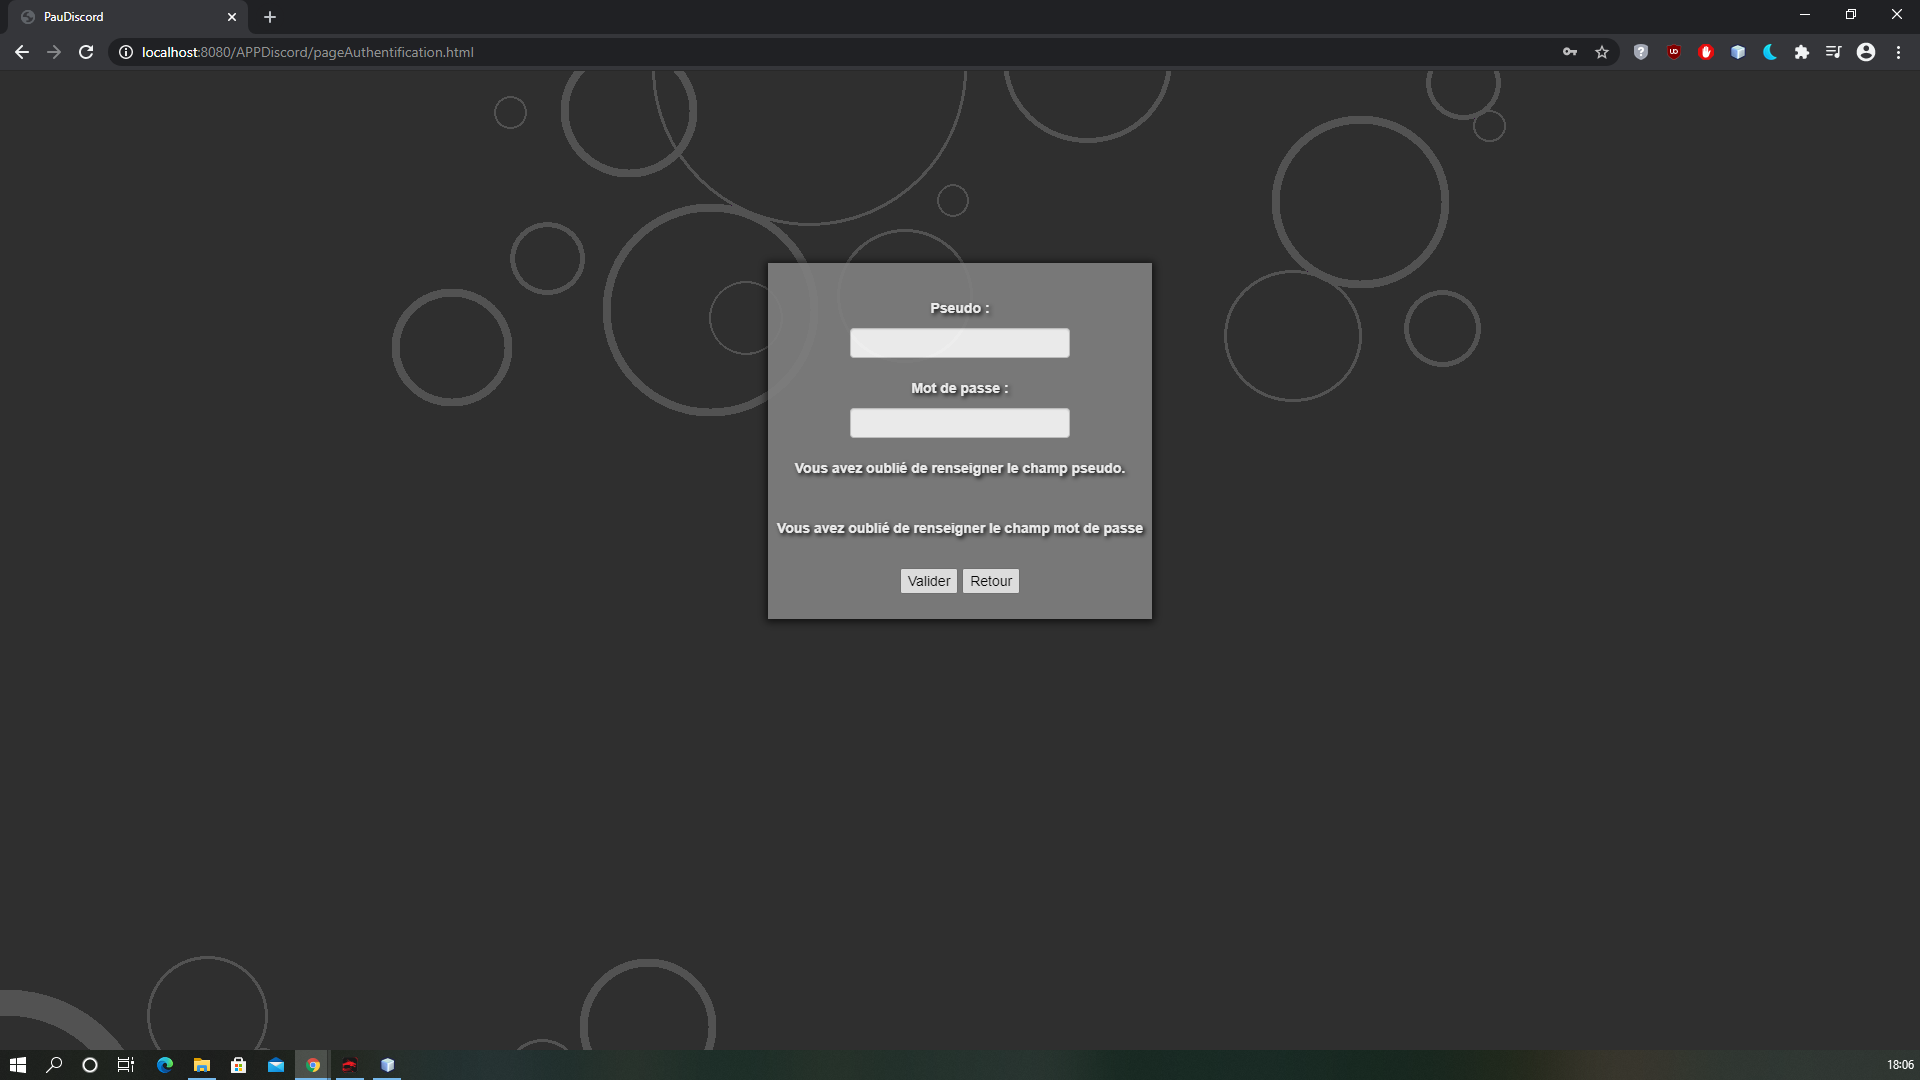 PauDiscord
localhost:8080/APPDiscord/pageAuthentification.html
Pseudo :
Mot de passe :
Vous avez oublié de renseigner le champ pseudo.
Vous avez oublié de renseigner le champ mot de passe
Valider Retour
18:06